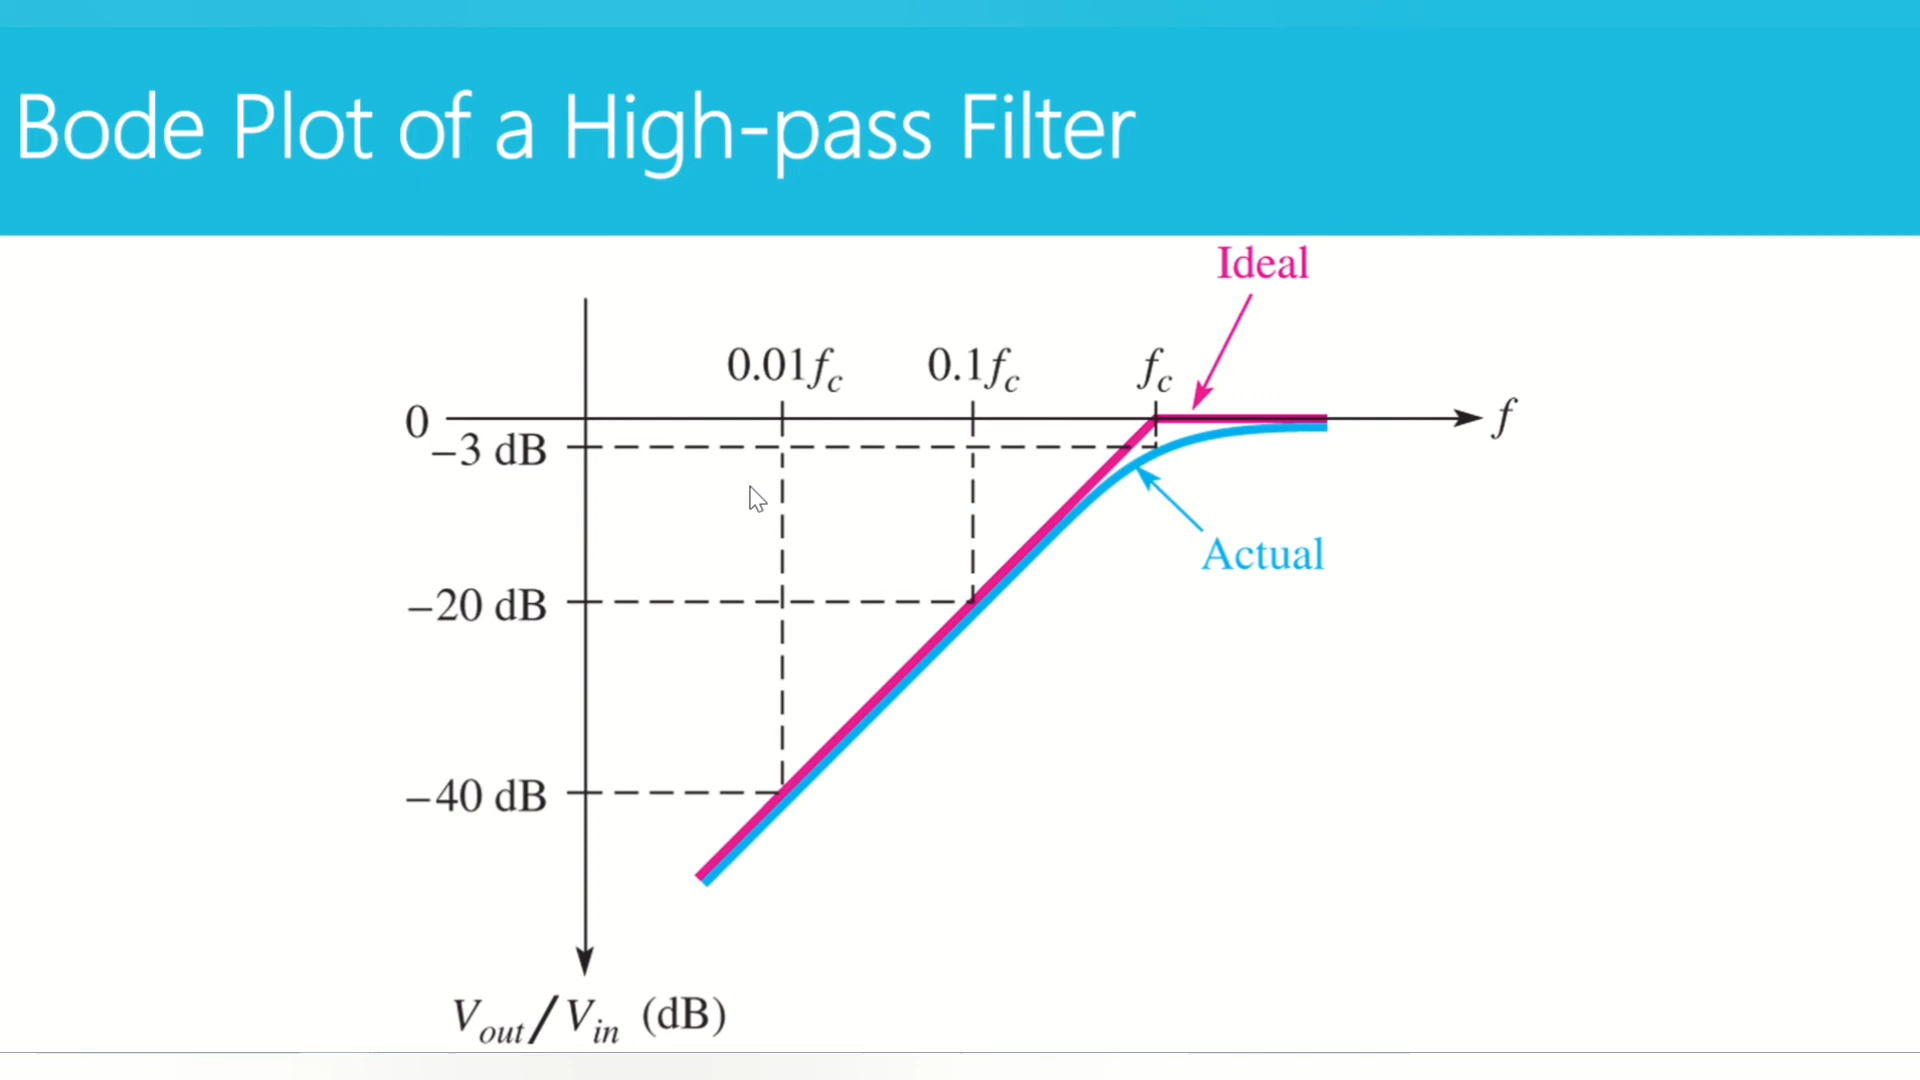 Bode Plot of a High-pass Filter
Ideal
0.01fc 0.1fc fc
0 f
−3 dB
Actual
−20 dB
−40 dB
Vout/Vin (dB)